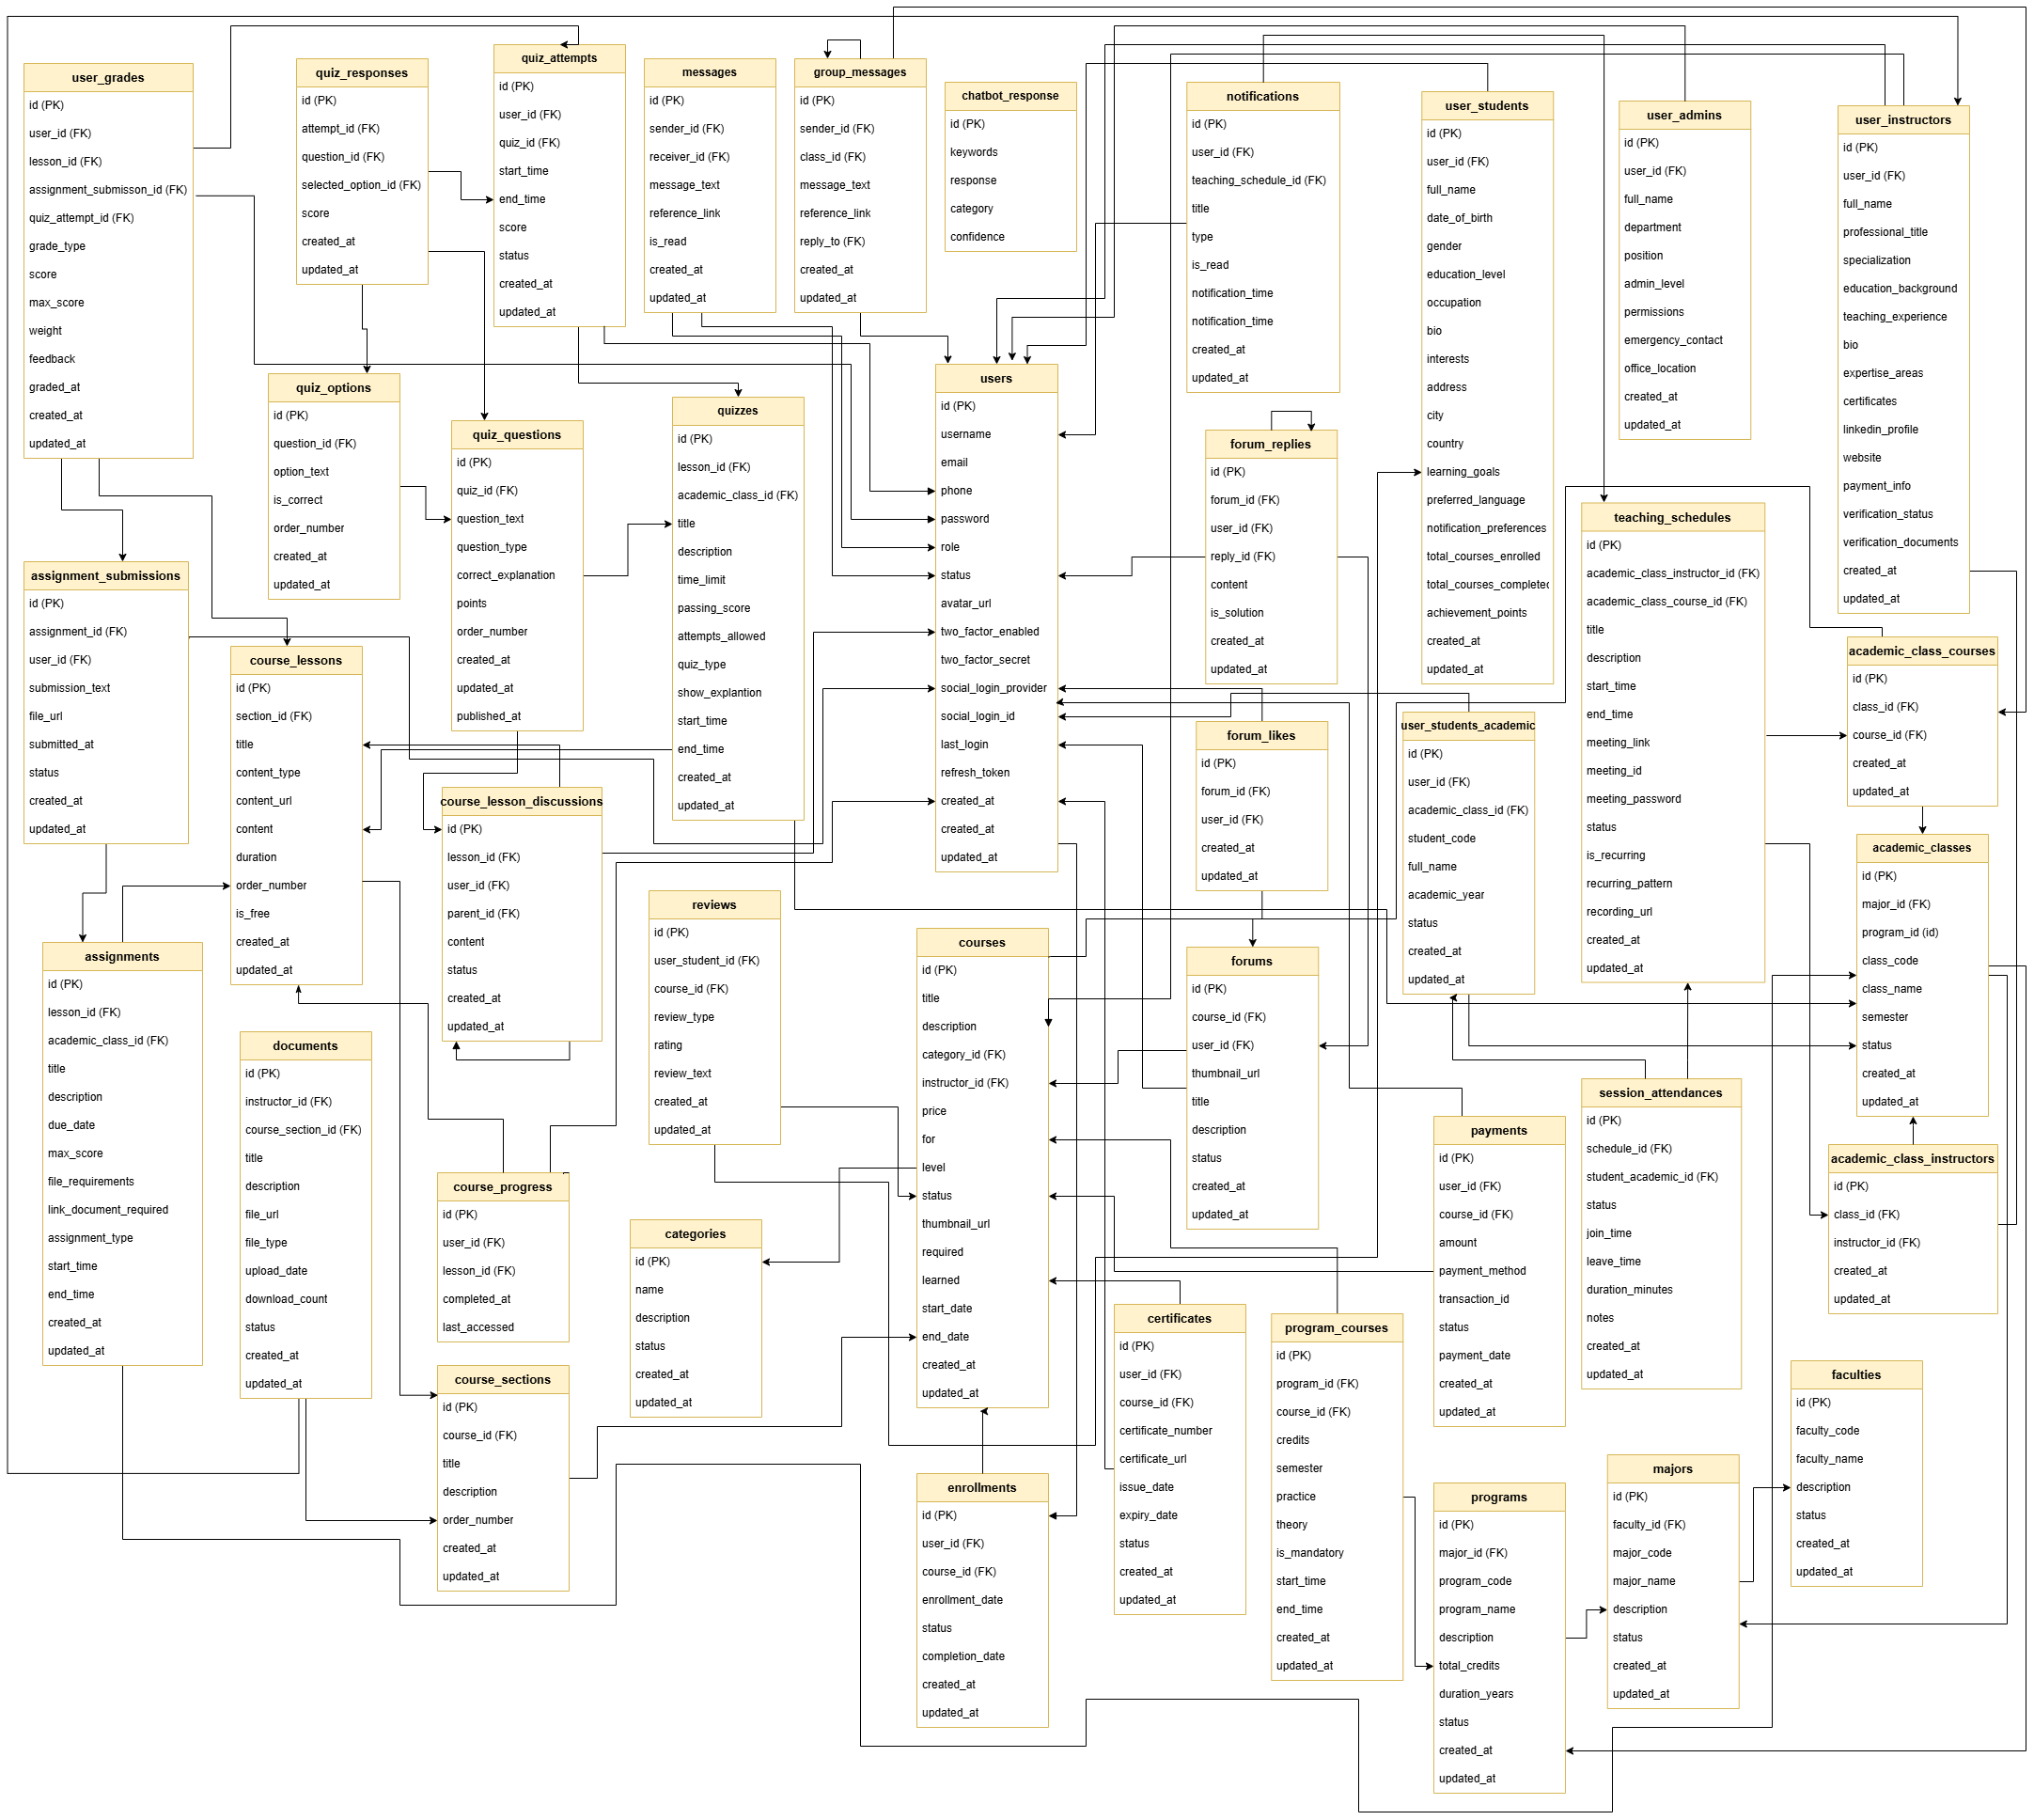 user_grades
id (PK)
user_id (FK)
lesson_id (FK)
assignment_submisson_id (FK)
quiz_attempt_id (FK)
grade_type
score
max_score
weight
feedback
graded_at
created_at
updated_at
quiz_responses
id (PK)
attempt_id (FK)
question_id (FK)
selected_option_id (FK)
score
created_at
updated_at
quiz_attempts
id (PK)
user_id (FK)
quiz_id (FK)
start_time
end_time
score
status
created_at
updated_at
messages
id (PK)
sender_id (FK)
receiver_id (FK)
message_text
reference_link
is_read
created_at
updated_at
group_messages
id (PK)
sender_id (FK)
class_id (FK)
message_text
reference_link
reply_to (FK)
created_at
updated_at
chatbot_response
id (PK)
keywords
response
category
confidence
notifications
id (PK)
user_id (FK)
teaching_schedule_id (FK)
title
type
is_read
notification_time
notification_time
created_at
updated_at
user_students
id (PK)
user_id (FK)
full_name
date_of_birth
gender
education_level
occupation
bio
interests
address
city
country
learning_goals
preferred_language
notification_preferences
total_courses_enrolled
total_courses_completed
achievement_points
created_at
updated_at
user_admins
id (PK)
user_id (FK)
full_name
department
position
admin_level
permissions
emergency_contact
office_location
created_at
updated_at
user_instructors
id (PK)
user_id (FK)
full_name
professional_title
specialization
education_background
teaching_experience
bio
expertise_areas
certificates
linkedin_profile
website
payment_info
verification_status
verification_documents
created_at
updated_at
quiz_options
id (PK)
question_id (FK)
option_text
is_correct
order_number
created_at
updated_at
quiz_questions
id (PK)
quiz_id (FK)
question_text
question_type
correct_explanation
points
order_number
created_at
updated_at
published_at
quizzes
id (PK)
lesson_id (FK)
academic_class_id (FK)
title
description
time_limit
passing_score
attempts_allowed
quiz_type
show_explantion
start_time
end_time
created_at
updated_at
users
id (PK)
username
email
phone
password
role
status
avatar_url
two_factor_enabled
two_factor_secret
social_login_provider
social_login_id
last_login
refresh_token
created_at
created_at
updated_at
forum_replies
id (PK)
forum_id (FK)
user_id (FK)
reply_id (FK)
content
is_solution
created_at
updated_at
teaching_schedules
id (PK)
academic_class_instructor_id (FK)
academic_class_course_id (FK)
title
description
start_time
end_time
meeting_link
meeting_id
meeting_password
status
is_recurring
recurring_pattern
recording_url
created_at
updated_at
assignment_submissions
id (PK)
assignment_id (FK)
user_id (FK)
submission_text
file_url
submitted_at
status
created_at
updated_at
course_lessons
id (PK)
section_id (FK)
title
content_type
content_url
content
duration
order_number
is_free
created_at
updated_at
course_lesson_discussions
id (PK)
lesson_id (FK)
user_id (FK)
parent_id (FK)
content
status
created_at
updated_at
forum_likes
id (PK)
forum_id (FK)
user_id (FK)
created_at
updated_at
user_students_academic
id (PK)
user_id (FK)
academic_class_id (FK)
student_code
full_name
academic_year
status
created_at
updated_at
academic_class_courses
id (PK)
class_id (FK)
course_id (FK)
created_at
updated_at
academic_classes
id (PK)
major_id (FK)
program_id (id)
class_code
class_name
semester
status
created_at
updated_at
assignments
id (PK)
lesson_id (FK)
academic_class_id (FK)
title
description
due_date
max_score
file_requirements
link_document_required
assignment_type
start_time
end_time
created_at
updated_at
documents
id (PK)
instructor_id (FK)
course_section_id (FK)
title
description
file_url
file_type
upload_date
download_count
status
created_at
updated_at
reviews
id (PK)
user_student_id (FK)
course_id (FK)
review_type
rating
review_text
created_at
updated_at
courses
id (PK)
title
description
category_id (FK)
instructor_id (FK)
price
for
level
status
thumbnail_url
required
learned
start_date
end_date
created_at
updated_at
forums
id (PK)
course_id (FK)
user_id (FK)
thumbnail_url
title
description
status
created_at
updated_at
session_attendances
id (PK)
schedule_id (FK)
student_academic_id (FK)
status
join_time
leave_time
duration_minutes
notes
created_at
updated_at
payments
id (PK)
user_id (FK)
course_id (FK)
amount
payment_method
transaction_id
status
payment_date
created_at
updated_at
academic_class_instructors
id (PK)
class_id (FK)
instructor_id (FK)
created_at
updated_at
course_progress
id (PK)
user_id (FK)
lesson_id (FK)
completed_at
last_accessed
categories
id (PK)
name
description
status
created_at
updated_at
course_sections
id (PK)
course_id (FK)
title
description
order_number
created_at
updated_at
certificates
id (PK)
user_id (FK)
course_id (FK)
certificate_number
certificate_url
issue_date
expiry_date
status
created_at
updated_at
program_courses
id (PK)
program_id (FK)
course_id (FK)
credits
semester
practice
theory
is_mandatory
start_time
end_time
created_at
updated_at
faculties
id (PK)
faculty_code
faculty_name
description
status
created_at
updated_at
enrollments
id (PK)
user_id (FK)
course_id (FK)
enrollment_date
status
completion_date
created_at
updated_at
programs
id (PK)
major_id (FK)
program_code
program_name
description
total_credits
duration_years
status
created_at
updated_at
majors
id (PK)
faculty_id (FK)
major_code
major_name
description
status
created_at
updated_at